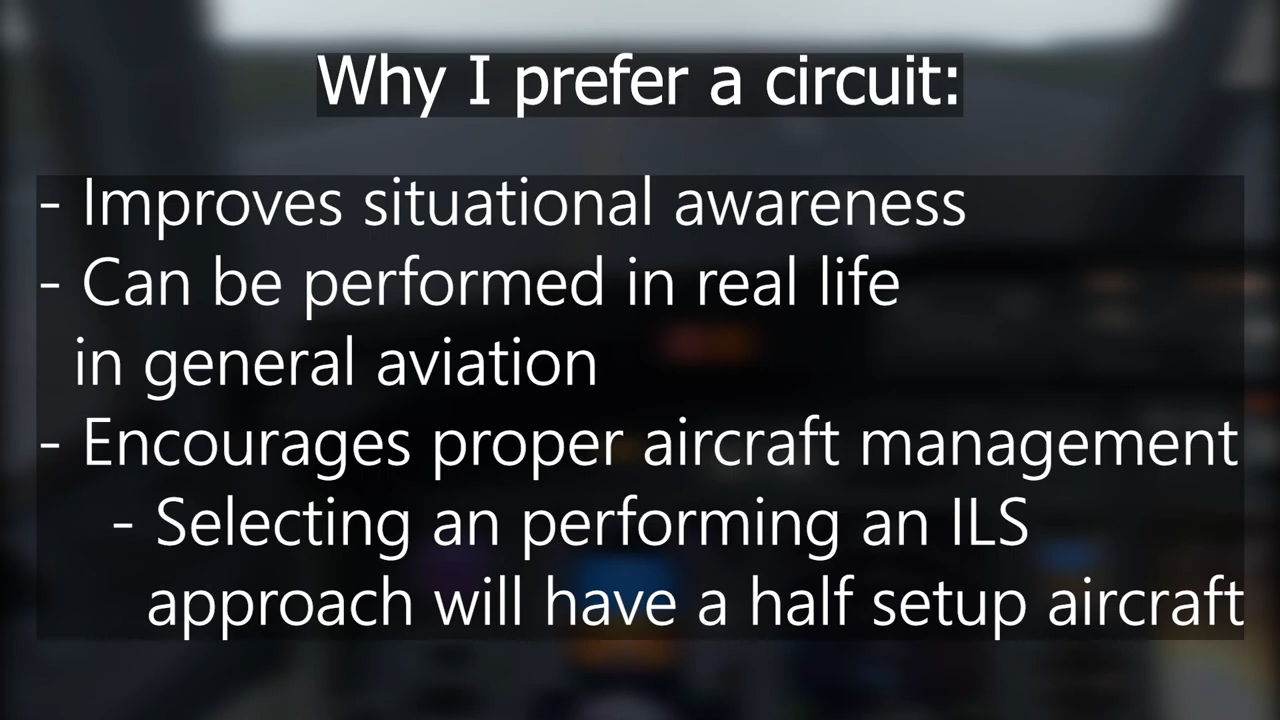 Why I prefer a circuit:
- Improves situational awareness
- Can be performed in real life
in general aviation
- Encourages proper aircraft management
- Selecting an performing an ILS
approach will have a half setup aircraft